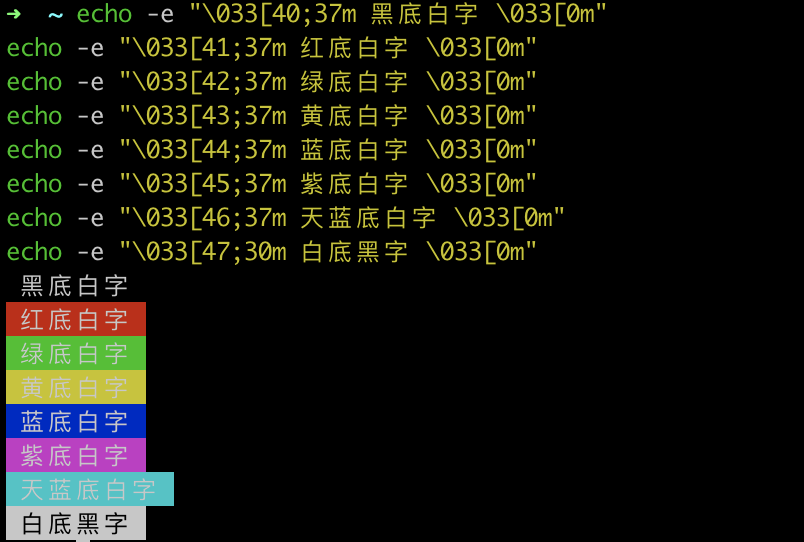 ➜ ~ echo -e "\033[40;37m 黑底白字 \033[0m"
echo -e "\033[41;37m 红底白字 \033[0m"
echo -e "\033[42;37m 绿底白字 \033[0m"
echo -e "\033[43;37m 黄底白字 \033[0m"
echo -e "\033[44;37m 蓝底白字 \033[0m"
echo -e "\033[45;37m 紫底白字 \033[0m"
echo -e "\033[46;37m 天蓝底白字 \033[0m"
echo -e "\033[47;30m 白底黑字 \033[0m"
黑底白字
红底白字
绿底白字
黄底白字
蓝底白字
紫底白字
天蓝底白字
白底黑字